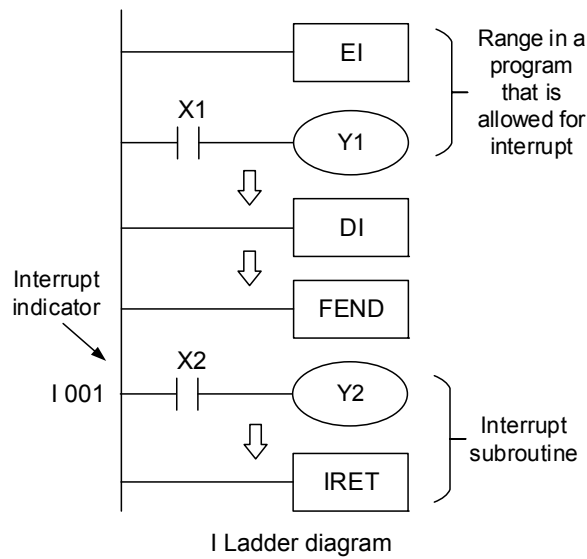 EI
Range in a
program
that is
allowed for
interrupt
X1
Y1
DI
Interrupt
indicator
FEND
X2
I 001
Y2
Interrupt
subroutine
IRET
I Ladder diagram